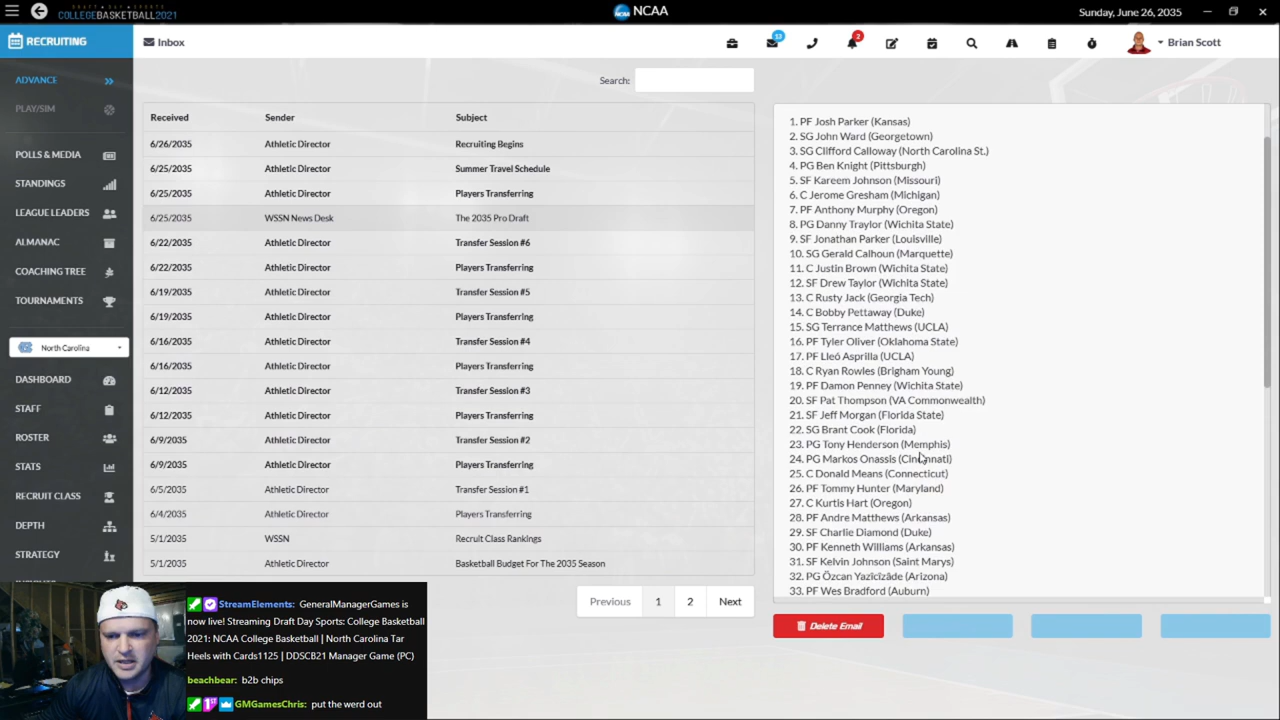 DRAFT DAY SPORTS
COLLEGEBASKETBALL2021
NCAA
Sunday, June 26, 2035
RECRUITING
Inbox
13
2
Brian Scott
ADVANCE
PLAY/SIM
POLLS & MEDIA
STANDINGS
LEAGUE LEADERS
ALMANAC
COACHING TREE
TOURNAMENTS
North Carolina
DASHBOARD
STAFF
ROSTER
STATS
RECRUIT CLASS
DEPTH
STRATEGY
Search:
Received Sender Subject
6/26/2035 Athletic Director Recruiting Begins
6/25/2035 Athletic Director Summer Travel Schedule
6/25/2035 Athletic Director Players Transferring
6/25/2035 WSSN News Desk The 2035 Pro Draft
6/22/2035 Athletic Director Transfer Session #6
6/22/2035 Athletic Director Players Transferring
6/19/2035 Athletic Director Transfer Session #5
6/19/2035 Athletic Director Players Transferring
6/16/2035 Athletic Director Transfer Session #4
6/16/2035 Athletic Director Players Transferring
6/12/2035 Athletic Director Transfer Session #3
6/12/2035 Athletic Director Players Transferring
6/9/2035 Athletic Director Transfer Session #2
6/9/2035 Athletic Director Players Transferring
6/5/2035 Athletic Director Transfer Session #1
6/4/2035 Athletic Director Players Transferring
5/1/2035 WSSN Recruit Class Rankings
5/1/2035 Athletic Director Basketball Budget For The 2035 Season
Previous 1 2 Next
1. PF Josh Parker (Kansas)
2. SG John Ward (Georgetown)
3. SG Clifford Calloway (North Carolina St.)
4. PG Ben Knight (Pittsburgh)
5. SF Kareem Johnson (Missouri)
6. C Jerome Gresham (Michigan)
7. PF Anthony Murphy (Oregon)
8. PG Danny Traylor (Wichita State)
9. SF Jonathan Parker (Louisville)
10. SG Gerald Calhoun (Marquette)
11. C Justin Brown (Wichita State)
12. SF Drew Taylor (Wichita State)
13. C Rusty Jack (Georgia Tech)
14. C Bobby Pettaway (Duke)
15. SG Terrance Matthews (UCLA)
16. PF Tyler Oliver (Oklahoma State)
17. PF Lleó Asprilla (UCLA)
18. C Ryan Rowles (Brigham Young)
19. PF Damon Penney (Wichita State)
20. SF Pat Thompson (VA Commonwealth)
21. SF Jeff Morgan (Florida State)
22. SG Brant Cook (Florida)
23. PG Tony Henderson (Memphis)
24. PG Markos Onassis (Cincinnati)
25. C Donald Means (Connecticut)
26. PF Tommy Hunter (Maryland)
27. C Kurtis Hart (Oregon)
28. PF Andre Matthews (Arkansas)
29. SF Charlie Diamond (Duke)
30. PF Kenneth Williams (Arkansas)
31. SF Kelvin Johnson (Saint Marys)
32. PG Özcan Yazícízâde (Arizona)
33. PF Wes Bradford (Auburn)
Delete Email
StreamElements: GeneralManagerGames is
now live! Streaming Draft Day Sports: College Basketball
2021: NCAA College Basketball | North Carolina Tar
Heels with Cards1125 | DDSCB21 Manager Game (PC)
beachbear: b2b chips
GMGamesChris: put the werd out